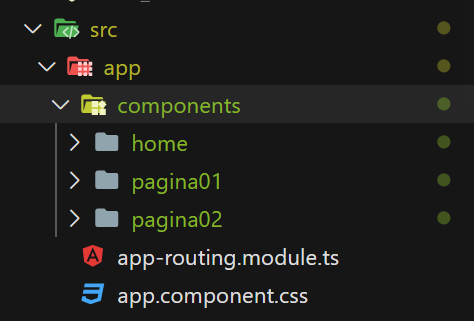 src
app
components
home
pagina01
pagina02
app-routing.module.ts
app.component.css